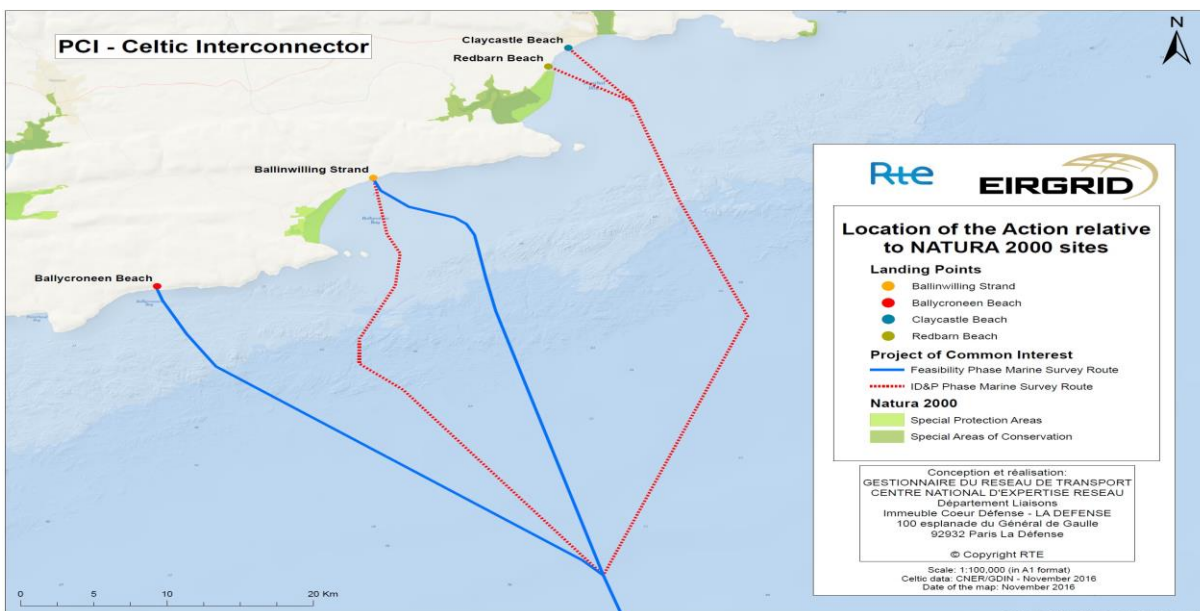 PCI - Celtic Interconnector
Claycastle Beach
Redbarn Beach
N
Ballinwilling Strand
Ballycroneen Beach
Rte
EIRGRID
Location of the Action relative
to NATURA 2000 sites
Landing Points
Ballinwilling Strand
Ballycroneen Beach
Claycastle Beach
Redbarn Beach
Project of Common Interest
Feasibility Phase Marine Survey Route
ID&P Phase Marine Survey Route
Natura 2000
Special Protection Areas
Special Areas of Conservation
Conception et réalisation:
GESTIONNAIRE DU RESEAU DE TRANSPORT
CENTRE NATIONAL D'EXPERTISE RESEAU
Département Liaisons
Immeuble Coeur Défense - LA DEFENSE
100 esplanade du Général de Gaulle
92932 Paris La Défense
© Copyright RTE
Scale: 1:100,000 (in A1 format)
Celtic data: CNER/GDIN - November 2016
Date of the map: November 2016
0 5 10 20 Km